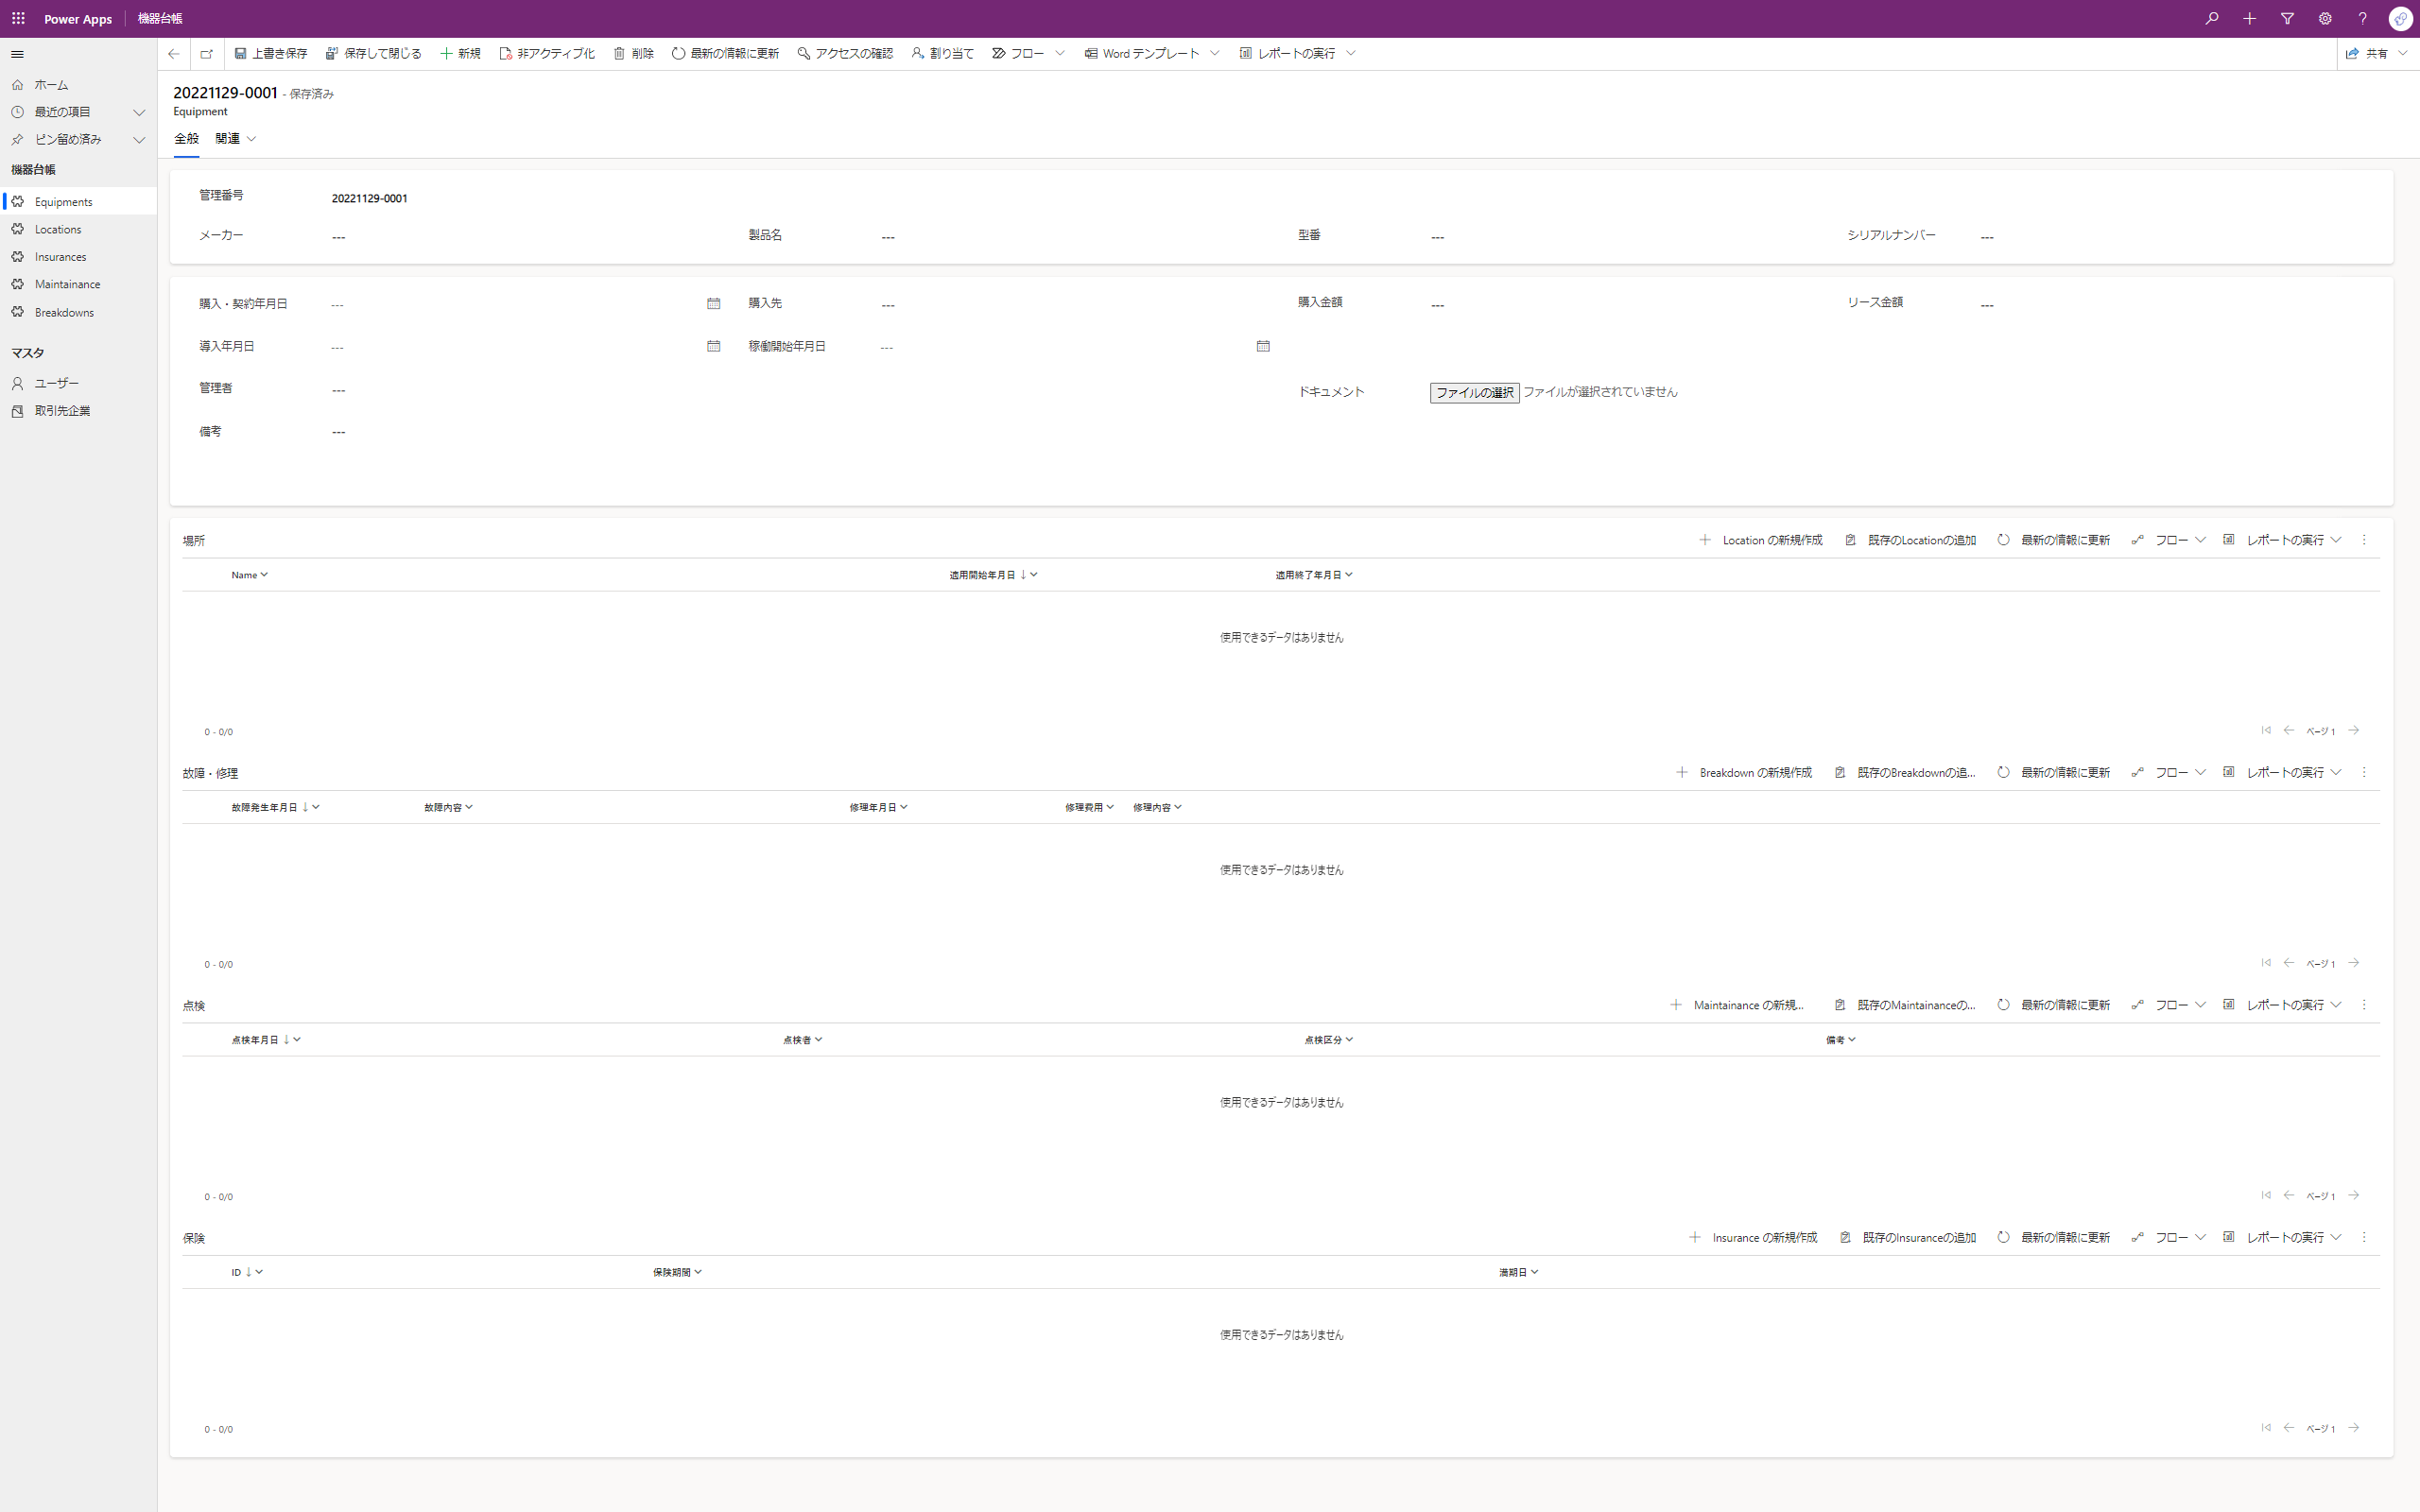 Power Apps 機器台帳
上書き保存 保存して閉じる 新規 非アクティブ化 削除 最新の情報に更新 アクセスの確認 割り当て フロー Word テンプレート レポートの実行 共有
ホーム
最近の項目
ピン留め済み
機器台帳
Equipments
Locations
Insurances
Maintainance
Breakdowns
マスタ
ユーザー
取引先企業
20221129-0001 - 保存済み
Equipment
全般 関連
管理番号 20221129-0001
メーカー --- 製品名 --- 型番 --- シリアルナンバー ---
購入・契約年月日 --- 購入先 --- 購入金額 --- リース金額 ---
導入年月日 --- 稼働開始年月日 ---
管理者 --- ドキュメント ファイルの選択 ファイルが選択されていません
備考 ---
場所 Location の新規作成 既存のLocationの追加 最新の情報に更新 フロー レポートの実行
Name 適用開始年月日 適用終了年月日
使用できるデータはありません
0 - 0/0 ページ 1
故障・修理 Breakdown の新規作成 既存のBreakdownの追... 最新の情報に更新 フロー レポートの実行
故障発生年月日 故障内容 修理年月日 修理費用 修理内容
使用できるデータはありません
0 - 0/0 ページ 1
点検 Maintainance の新規... 既存のMaintainanceの... 最新の情報に更新 フロー レポートの実行
点検年月日 点検者 点検区分 備考
使用できるデータはありません
0 - 0/0 ページ 1
保険 Insurance の新規作成 既存のInsuranceの追加 最新の情報に更新 フロー レポートの実行
ID 保険期間 満期日
使用できるデータはありません
0 - 0/0 ページ 1